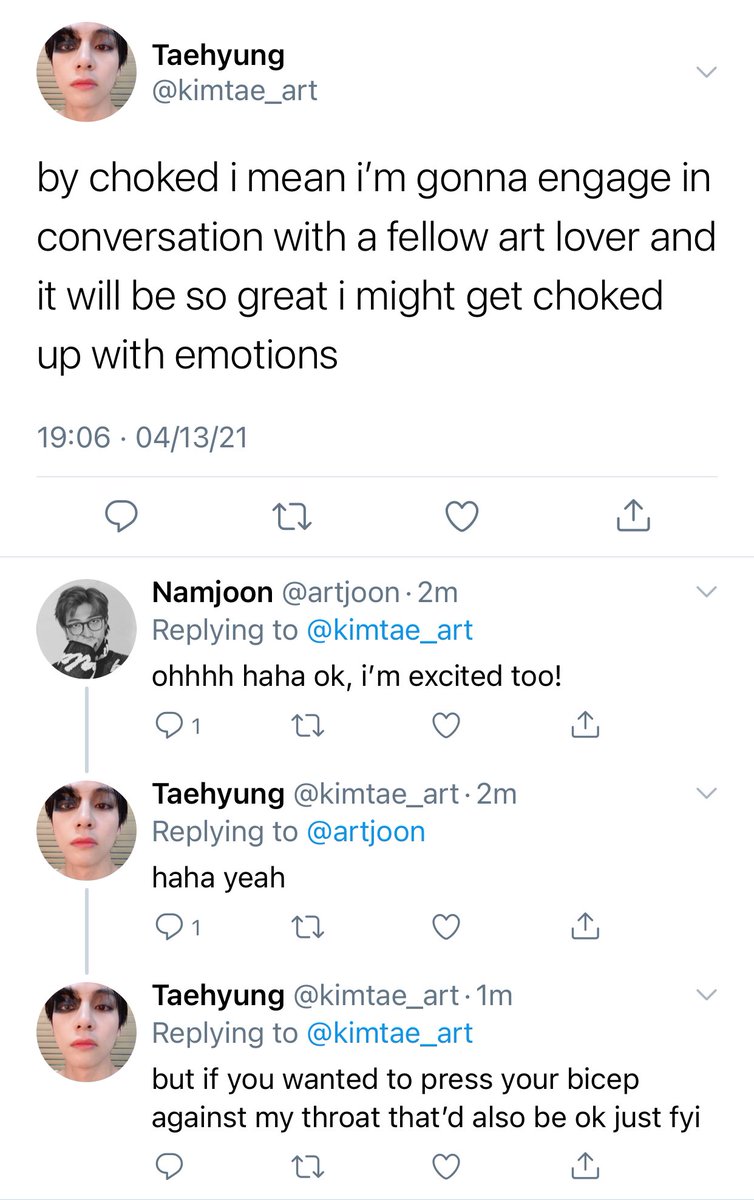 Taehyung
@kimtae_art
by choked i mean i’m gonna engage in
conversation with a fellow art lover and
it will be so great i might get choked
up with emotions
19:06 · 04/13/21
Namjoon @artjoon · 2m
Replying to @kimtae_art
ohhhh haha ok, i’m excited too!
1
Taehyung @kimtae_art · 2m
Replying to @artjoon
haha yeah
1
Taehyung @kimtae_art · 1m
Replying to @kimtae_art
but if you wanted to press your bicep
against my throat that’d also be ok just fyi